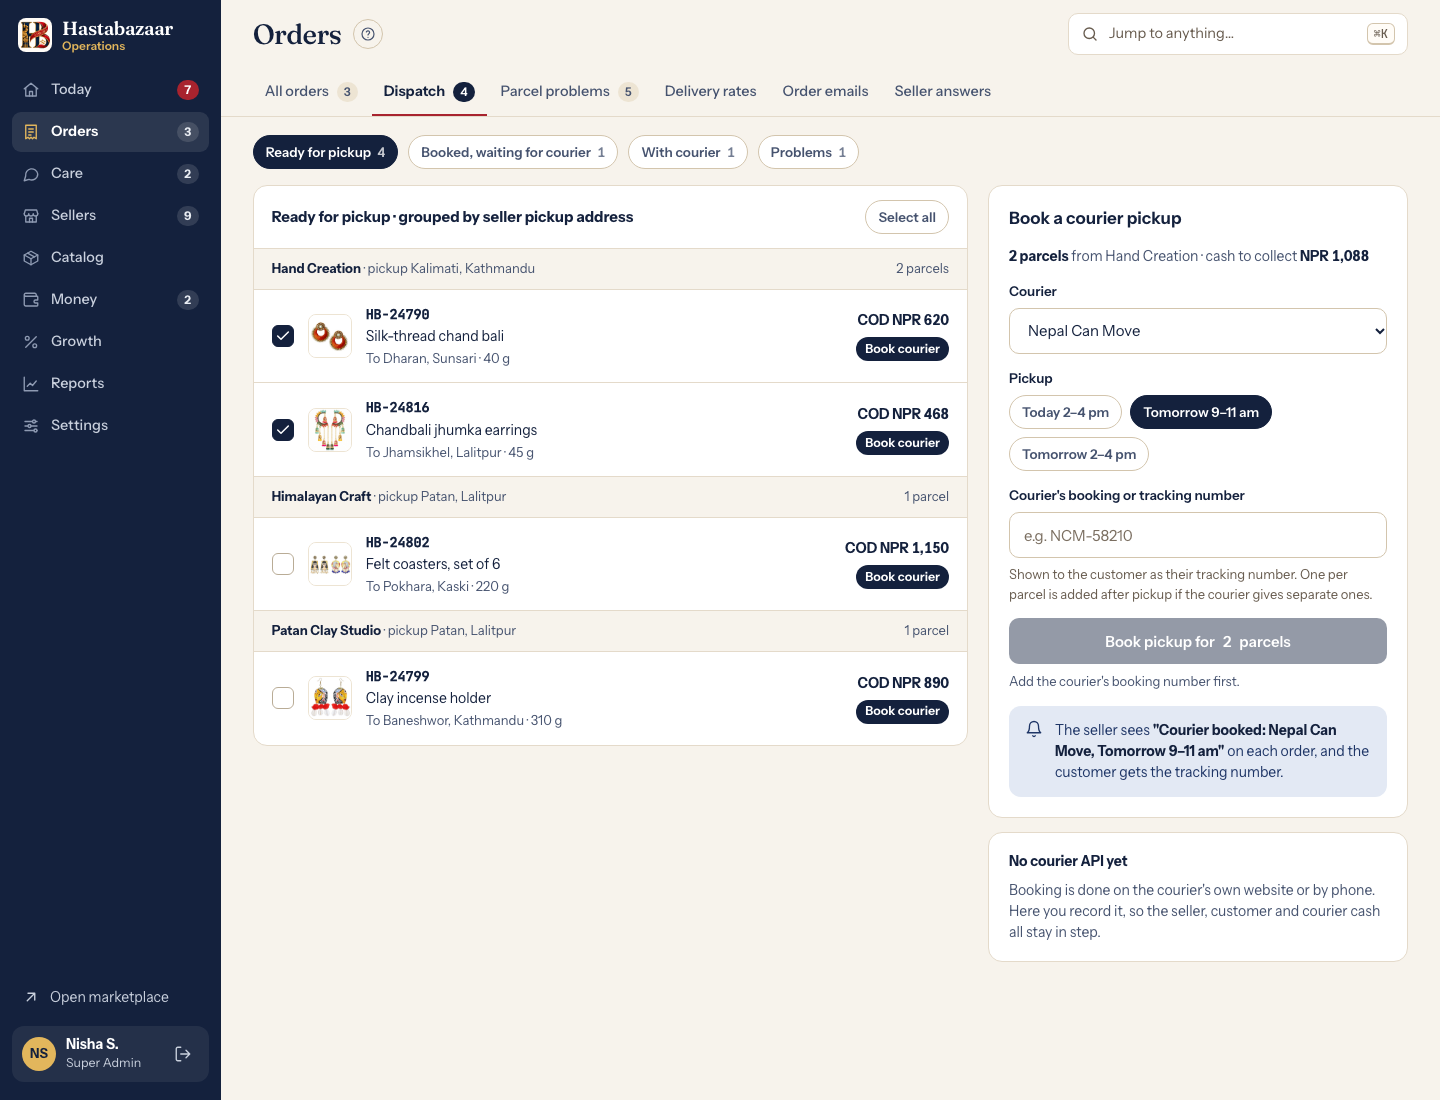 Hastabazaar
Operations
Today 7
Orders 3
Care 2
Sellers 9
Catalog
Money 2
Growth
Reports
Settings
Open marketplace
NS
Nisha S.
Super Admin
Orders ?
Jump to anything... ⌘K
All orders 3
Dispatch 4
Parcel problems 5
Delivery rates
Order emails
Seller answers
Ready for pickup 4
Booked, waiting for courier 1
With courier 1
Problems 1
Ready for pickup · grouped by seller pickup address
Select all
Hand Creation · pickup Kalimati, Kathmandu
2 parcels
HB-24790
Silk-thread chand bali
To Dharan, Sunsari · 40 g
COD NPR 620
Book courier
HB-24816
Chandbali jhumka earrings
To Jhamsikhel, Lalitpur · 45 g
COD NPR 468
Book courier
Himalayan Craft · pickup Patan, Lalitpur
1 parcel
HB-24802
Felt coasters, set of 6
To Pokhara, Kaski · 220 g
COD NPR 1,150
Book courier
Patan Clay Studio · pickup Patan, Lalitpur
1 parcel
HB-24799
Clay incense holder
To Baneshwor, Kathmandu · 310 g
COD NPR 890
Book courier
Book a courier pickup
2 parcels from Hand Creation · cash to collect NPR 1,088
Courier
Nepal Can Move
Pickup
Today 2–4 pm
Tomorrow 9–11 am
Tomorrow 2–4 pm
Courier's booking or tracking number
e.g. NCM-58210
Shown to the customer as their tracking number. One per
parcel is added after pickup if the courier gives separate ones.
Book pickup for 2 parcels
Add the courier's booking number first.
The seller sees "Courier booked: Nepal Can
Move, Tomorrow 9–11 am" on each order, and the
customer gets the tracking number.
No courier API yet
Booking is done on the courier's own website or by phone.
Here you record it, so the seller, customer and courier cash
all stay in step.